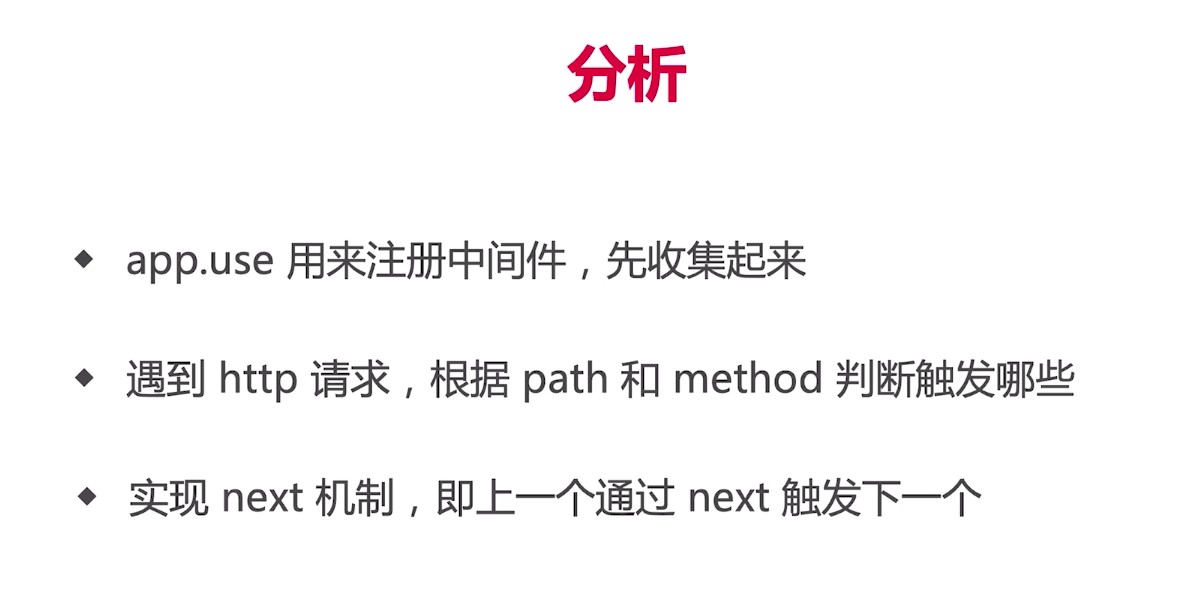 分析
app.use 用来注册中间件，先收集起来
遇到 http 请求，根据 path 和 method 判断触发哪些
实现 next 机制，即上一个通过 next 触发下一个